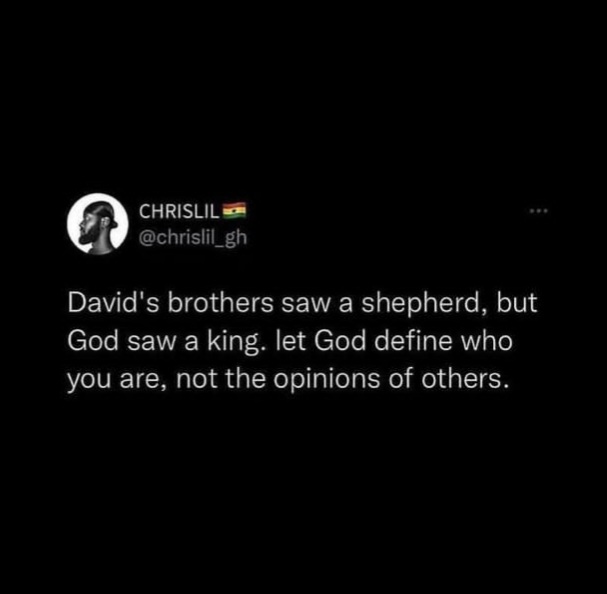 CHRISLIL🇬🇭
@chrislil_gh
David's brothers saw a shepherd, but
God saw a king. let God define who
you are, not the opinions of others.